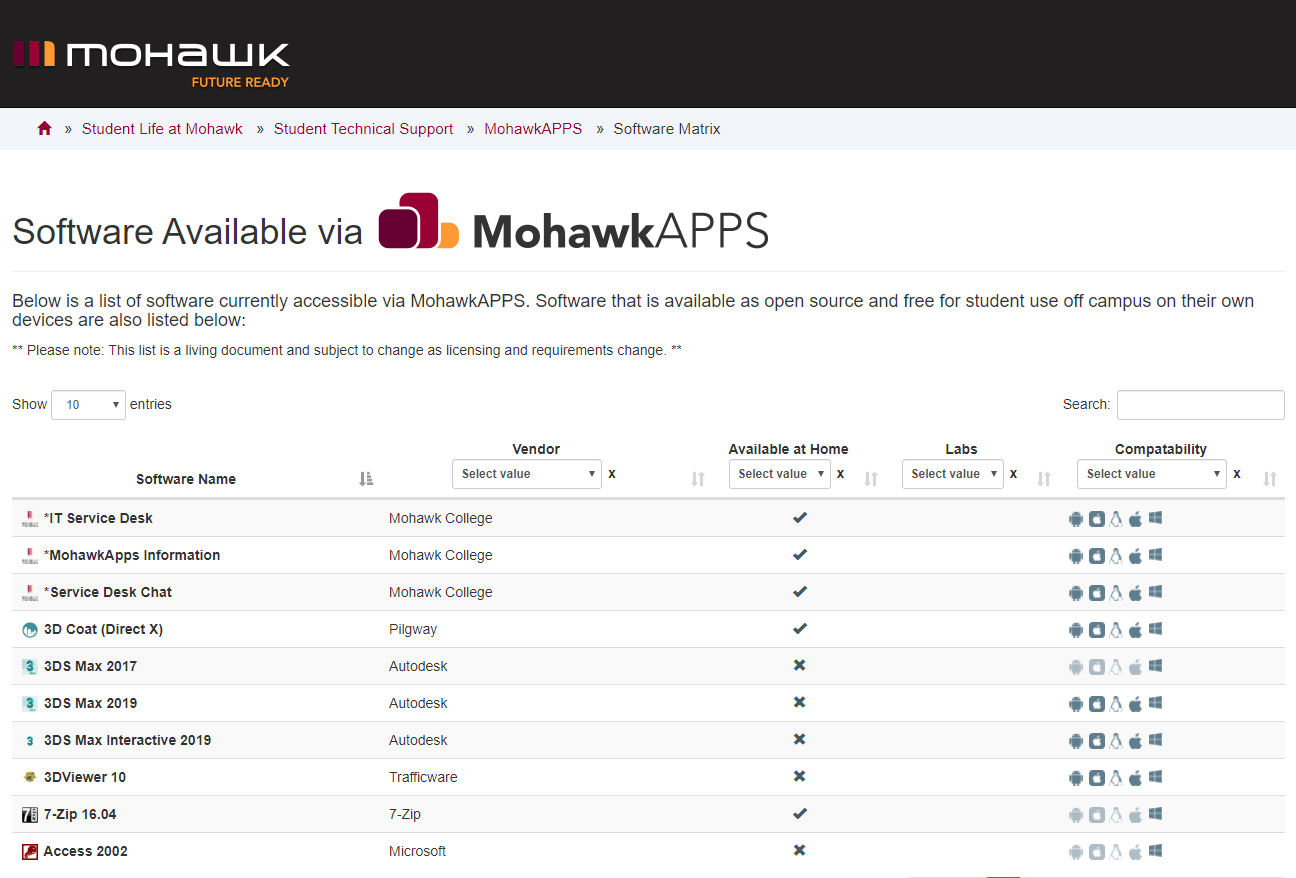 mohawk
FUTURE READY
» Student Life at Mohawk » Student Technical Support » MohawkAPPS » Software Matrix
Software Available via MohawkAPPS
Below is a list of software currently accessible via MohawkAPPS. Software that is available as open source and free for student use off campus on their own
devices are also listed below:
** Please note: This list is a living document and subject to change as licensing and requirements change. **
Show 10 entries Search:
Vendor Available at Home Labs Compatability
Select value x Select value x Select value x Select value x
Software Name
*IT Service Desk Mohawk College
*MohawkApps Information Mohawk College
*Service Desk Chat Mohawk College
3D Coat (Direct X) Pilgway
3DS Max 2017 Autodesk
3DS Max 2019 Autodesk
3DS Max Interactive 2019 Autodesk
3DViewer 10 Trafficware
7-Zip 16.04 7-Zip
Access 2002 Microsoft